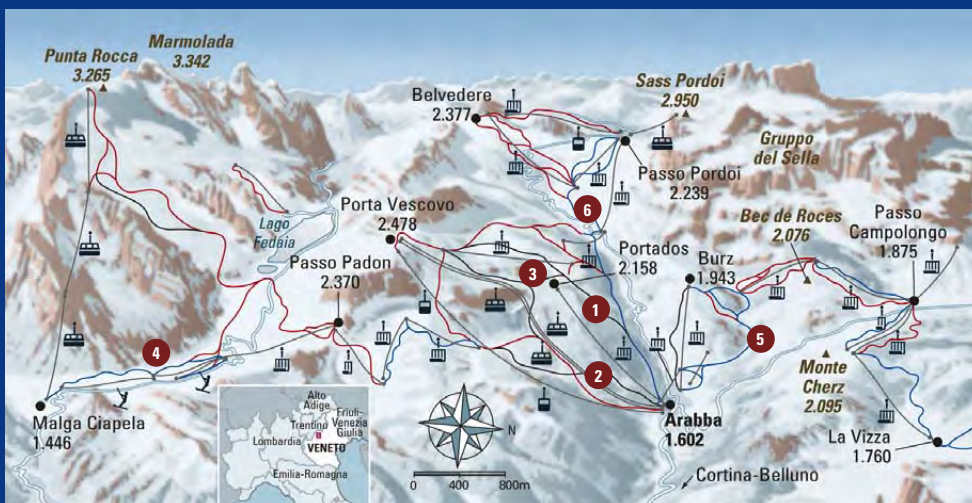 Marmolada
3.342
Punta Rocca
3.265
Belvedere
2.377
Sass Pordoi
2.950
Gruppo
del Sella
Passo Pordoi
2.239
Lago
Fedaia
Porta Vescovo
2.478
6
Bec de Roces
2.076
Passo
Campolongo
1.875
Passo Padon
2.370
Portados
2.158
Burz
1.943
3
1
4
5
2
Malga Ciapela
1.446
Monte
Cherz
2.095
Arabba
1.602
La Vizza
1.760
Alto
Adige
Trentino
Friuli-
Venezia
Giulia
Lombardia
VENETO
Emilia-Romagna
N
0 400 800m
Cortina-Belluno